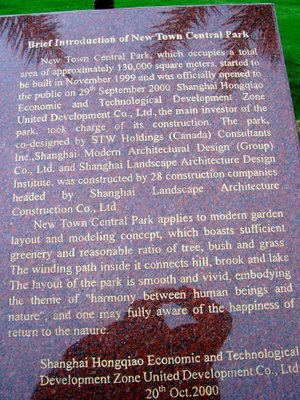 Brief Introduction of New Town Central Park
New Town Central Park, which occupies a total
area of approximately 130,000 square meters, started to
be built in November 1999 and was officially opened to
the public on 29th September 2000. Shanghai Hongqiao
Economic and Technological Development Zone
United Development Co., Ltd, the main investor of the
park, took charge of its construction. The park,
co-designed by STW Holdings (Canada) Consultants
Inc.,Shanghai Modern Architectural Design (Group)
Co., Ltd. and Shanghai Landscape Architecture Design
Institute, was constructed by 28 construction companies
headed by Shanghai Landscape Architecture
Construction Co., Ltd.
New Town Central Park applies to modern garden
layout and modeling concept, which boasts sufficient
greenery and reasonable ratio of tree, bush and grass
The winding path inside it connects hill, brook and lake
The layout of the park is smooth and vivid, embodying
the theme of "harmony between human beings and
nature", and one may fully aware of the happiness of
return to the nature.
Shanghai Hongqiao Economic and Technological
Development Zone United Development Co., Ltd
20th Oct.2000